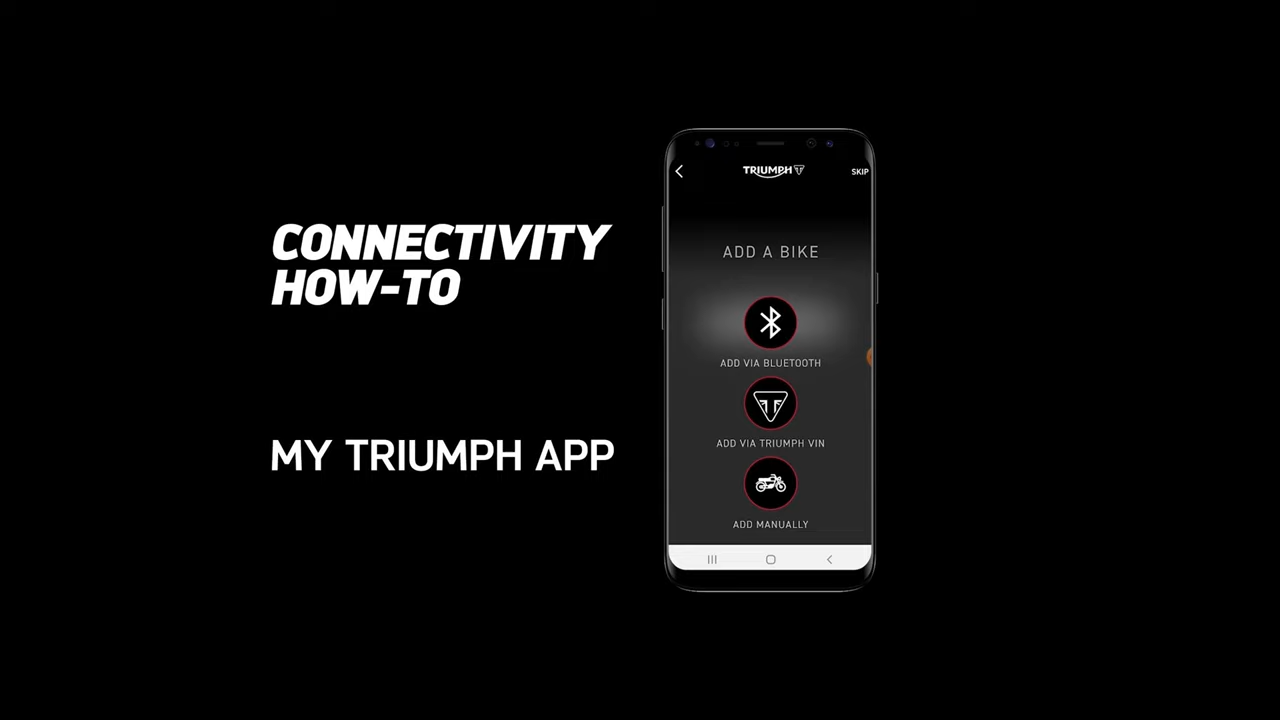 CONNECTIVITY
HOW-TO
MY TRIUMPH APP
TRIUMPH
SKIP
ADD A BIKE
ADD VIA BLUETOOTH
ADD VIA TRIUMPH VIN
ADD MANUALLY